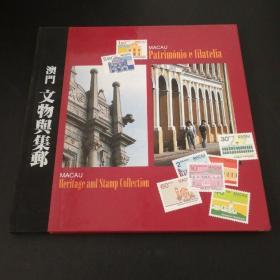 澳門 文物與集郵
MACAU
Património e filatelia
MACAU
Heritage and Stamp Collection